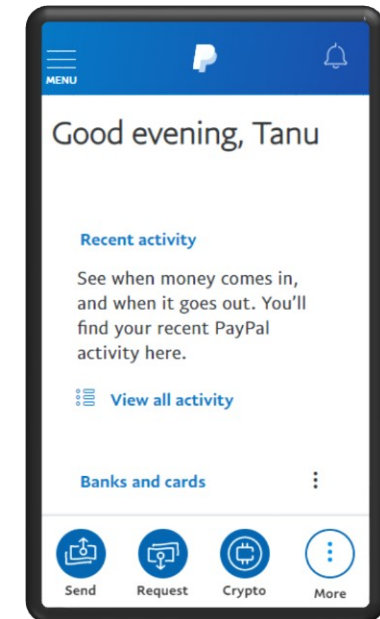 MENU
Good evening, Tanu
Recent activity
See when money comes in,
and when it goes out. You'll
find your recent PayPal
activity here.
View all activity
Banks and cards
Send Request Crypto More